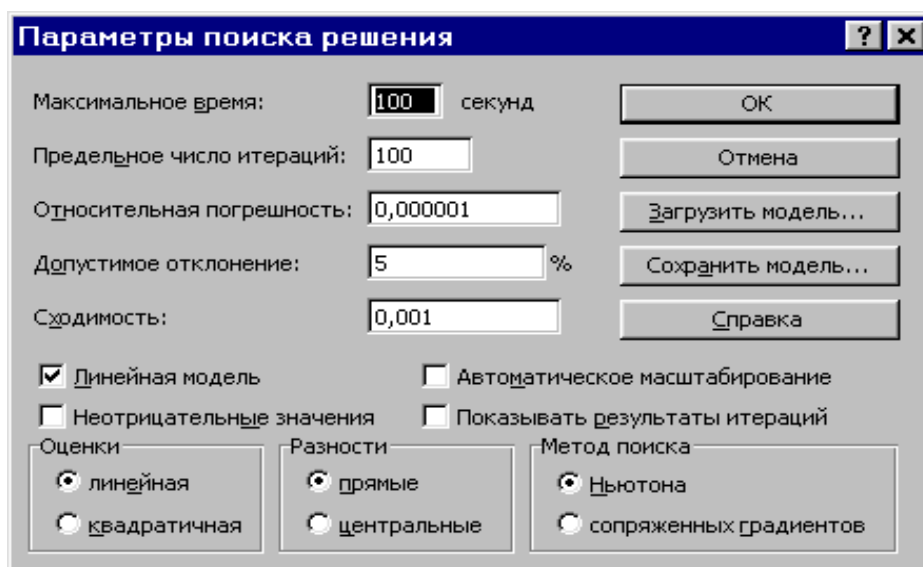 Параметры поиска решения
Максимальное время: 100 секунд
OK
Предельное число итераций: 100
Отмена
Относительная погрешность: 0,000001
Загрузить модель...
Допустимое отклонение: 5 %
Сохранить модель...
Сходимость: 0,001
Справка
Линейная модель
Автоматическое масштабирование
Неотрицательные значения
Показывать результаты итераций
Оценки
линейная
квадратичная
Разности
прямые
центральные
Метод поиска
Ньютона
сопряженных градиентов